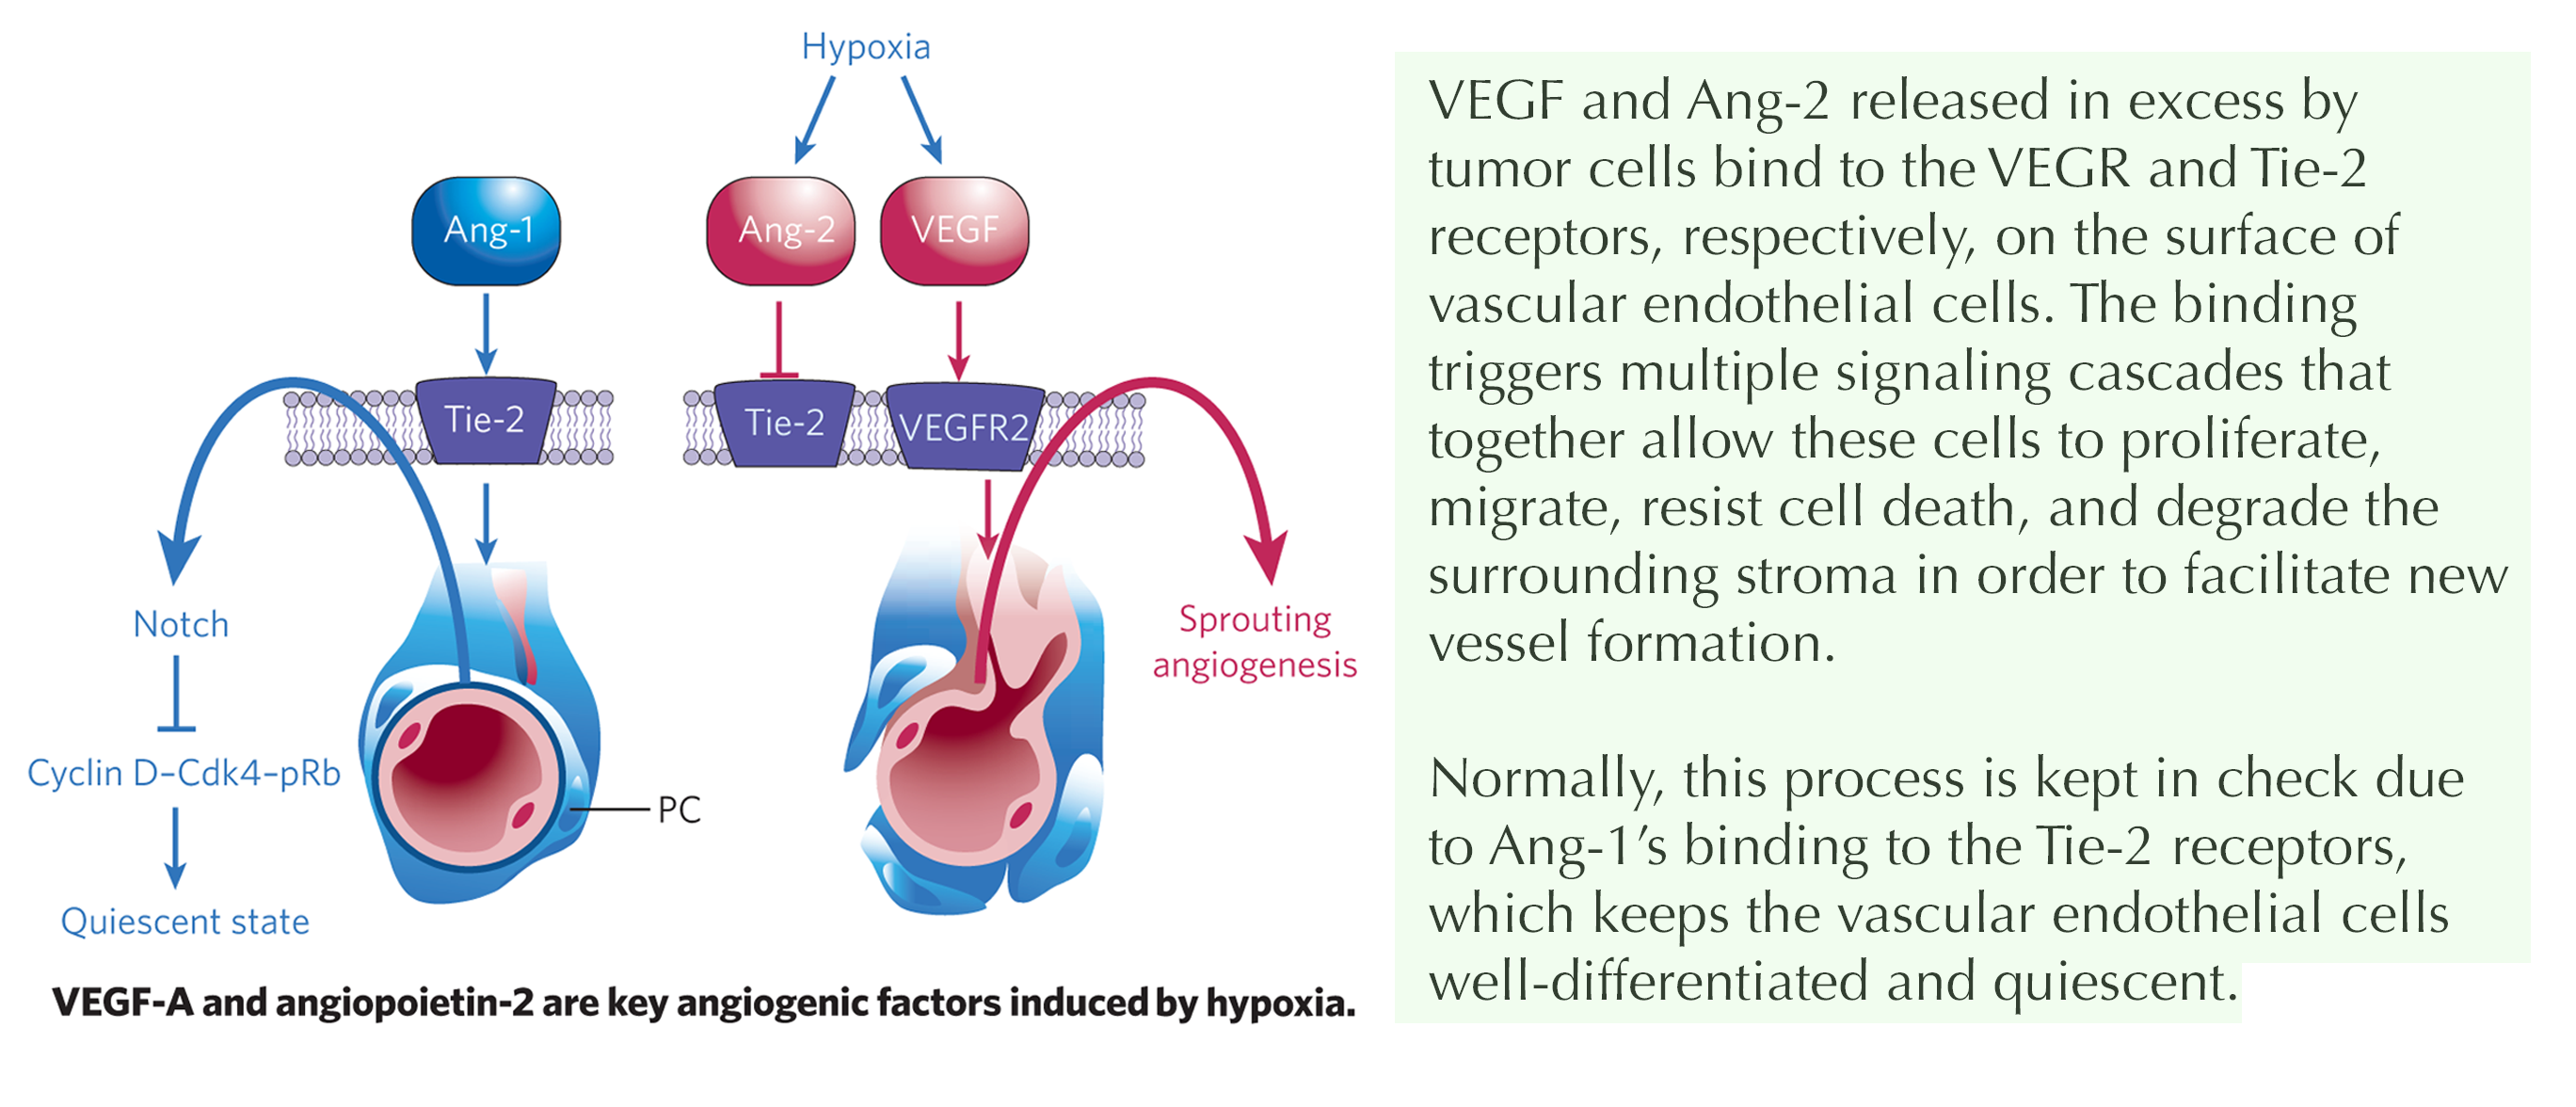 Hypoxia
Ang-1
Ang-2
VEGF
Tie-2
Tie-2
VEGFR2
Notch
Cyclin D–Cdk4–pRb
Quiescent state
PC
Sprouting
angiogenesis
VEGF-A and angiopoietin-2 are key angiogenic factors induced by hypoxia.
VEGF and Ang-2 released in excess by
tumor cells bind to the VEGR and Tie-2
receptors, respectively, on the surface of
vascular endothelial cells. The binding
triggers multiple signaling cascades that
together allow these cells to proliferate,
migrate, resist cell death, and degrade the
surrounding stroma in order to facilitate new
vessel formation.
Normally, this process is kept in check due
to Ang-1’s binding to the Tie-2 receptors,
which keeps the vascular endothelial cells
well-differentiated and quiescent.